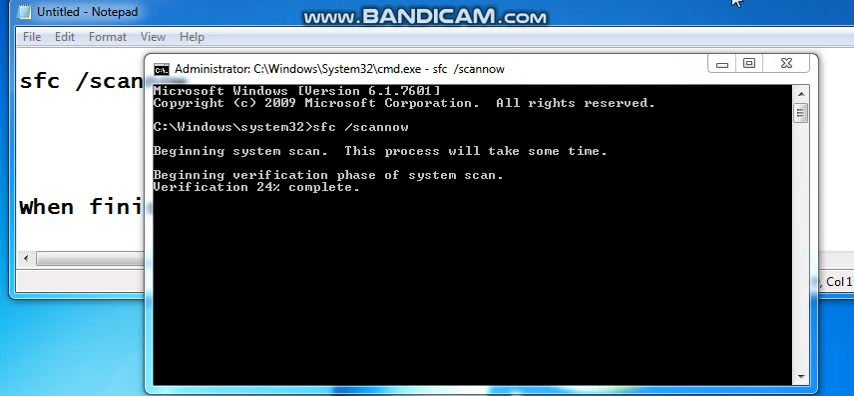 Untitled - Notepad
www.BANDICAM.com
File Edit Format View Help
sfc /scannow
When fini
, Col 1
Administrator: C:\Windows\System32\cmd.exe - sfc /scannow
Microsoft Windows [Version 6.1.7601]
Copyright (c) 2009 Microsoft Corporation. All rights reserved.
C:\Windows\system32>sfc /scannow
Beginning system scan. This process will take some time.
Beginning verification phase of system scan.
Verification 24% complete.